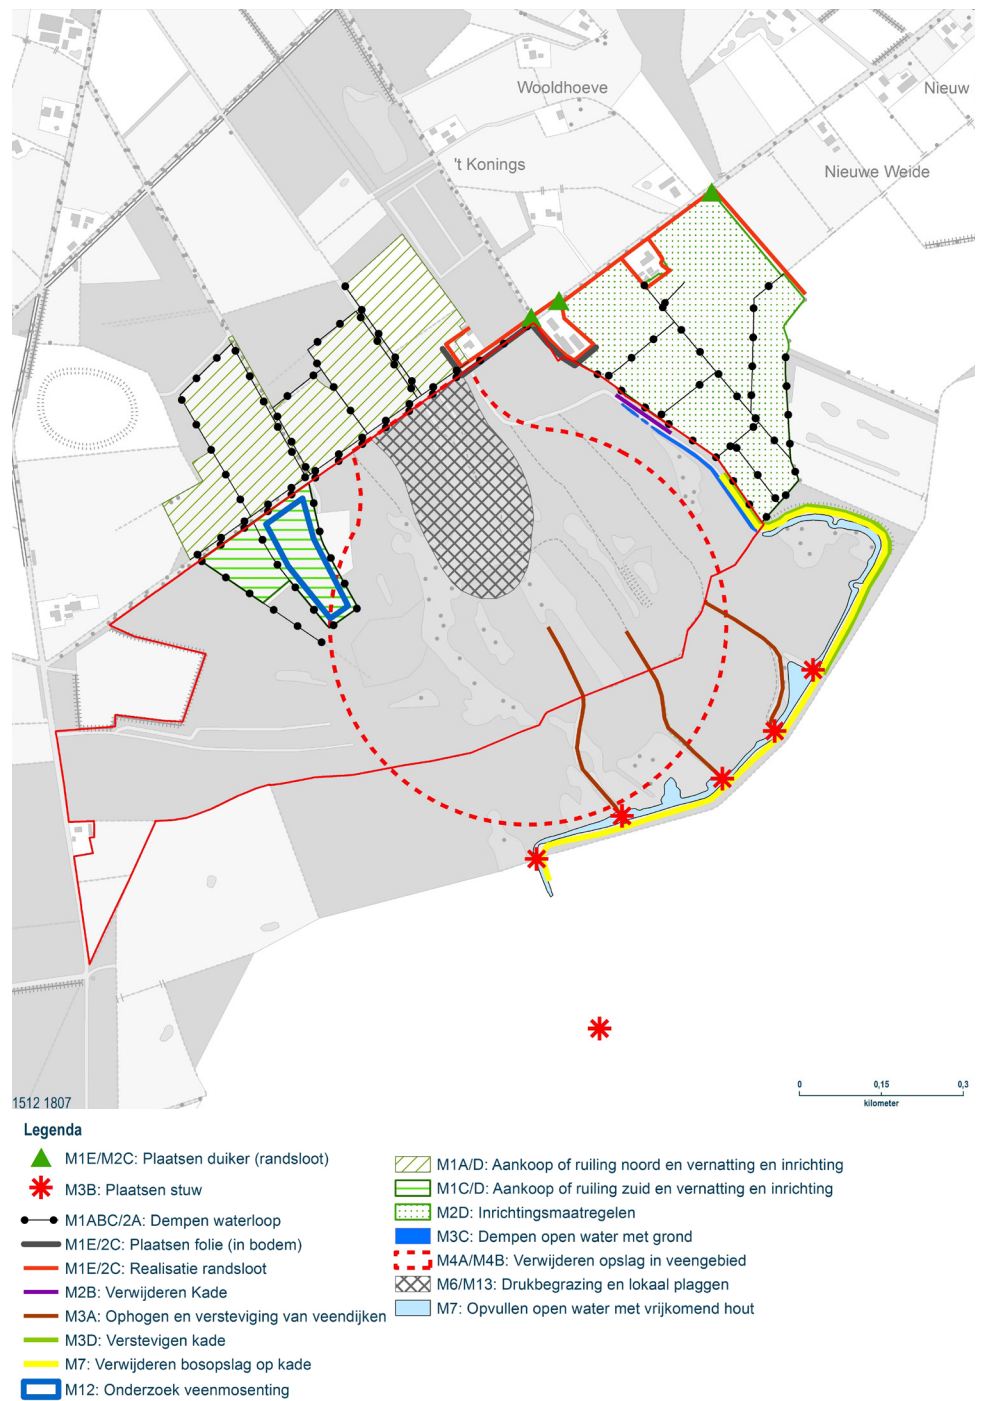 Wooldhoeve
Nieuw
't Konings
Nieuwe Weide
1512 1807
0 0,15 0,3
kilometer
Legenda
M1E/M2C: Plaatsen duiker (randsloot)
M3B: Plaatsen stuw
M1ABC/2A: Dempen waterloop
M1E/2C: Plaatsen folie (in bodem)
M1E/2C: Realisatie randsloot
M2B: Verwijderen Kade
M3A: Ophogen en versteviging van veendijken
M3D: Verstevigen kade
M7: Verwijderen bosopslag op kade
M12: Onderzoek veenmosenting
M1A/D: Aankoop of ruiling noord en vernatting en inrichting
M1C/D: Aankoop of ruiling zuid en vernatting en inrichting
M2D: Inrichtingsmaatregelen
M3C: Dempen open water met grond
M4A/M4B: Verwijderen opslag in veengebied
M6/M13: Drukbegrazing en lokaal plaggen
M7: Opvullen open water met vrijkomend hout